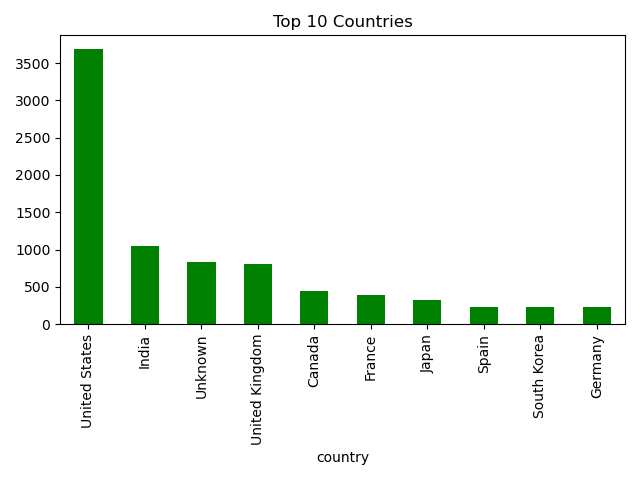 Top 10 Countries
3500
3000
2500
2000
1500
1000
500
0
United States
India
Unknown
United Kingdom
Canada
France
Japan
Spain
South Korea
Germany
country